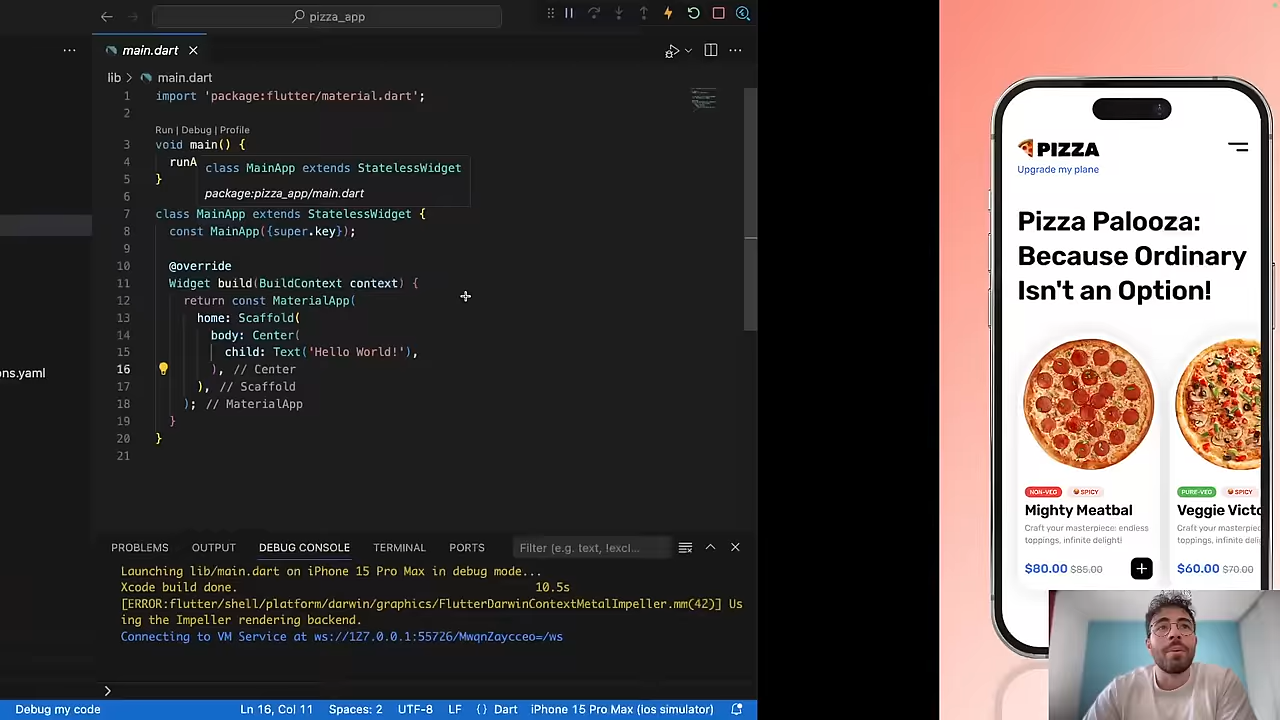 pizza_app
main.dart
lib > main.dart
1 import 'package:flutter/material.dart';
2
Run | Debug | Profile
3 void main() {
4 runA
class MainApp extends StatelessWidget
package:pizza_app/main.dart
5 }
6
7 class MainApp extends StatelessWidget {
8 const MainApp({super.key});
9
10 @override
11 Widget build(BuildContext context) {
12 return const MaterialApp(
13 home: Scaffold(
14 body: Center(
15 child: Text('Hello World!'),
16 ), // Center
17 ), // Scaffold
18 ); // MaterialApp
19 }
20 }
21
ons.yaml
PROBLEMS OUTPUT DEBUG CONSOLE TERMINAL PORTS Filter (e.g. text, !excl...
Launching lib/main.dart on iPhone 15 Pro Max in debug mode...
Xcode build done. 10.5s
[ERROR:flutter/shell/platform/darwin/graphics/FlutterDarwinContextMetalImpeller.mm(42)] Us
ing the Impeller rendering backend.
Connecting to VM Service at ws://127.0.0.1:55726/MwqnZaycceo=/ws
Debug my code Ln 16, Col 11 Spaces: 2 UTF-8 LF {} Dart iPhone 15 Pro Max (ios simulator)
PIZZA
Upgrade my plane
Pizza Palooza:
Because Ordinary
Isn't an Option!
NON-VEG SPICY
Mighty Meatbal
Craft your masterpiece: endless
toppings, infinite delight!
$80.00 $85.00
PURE-VEG SPICY
Veggie Victo
Craft your masterpiec
toppings, infinite deli
$60.00 $70.00